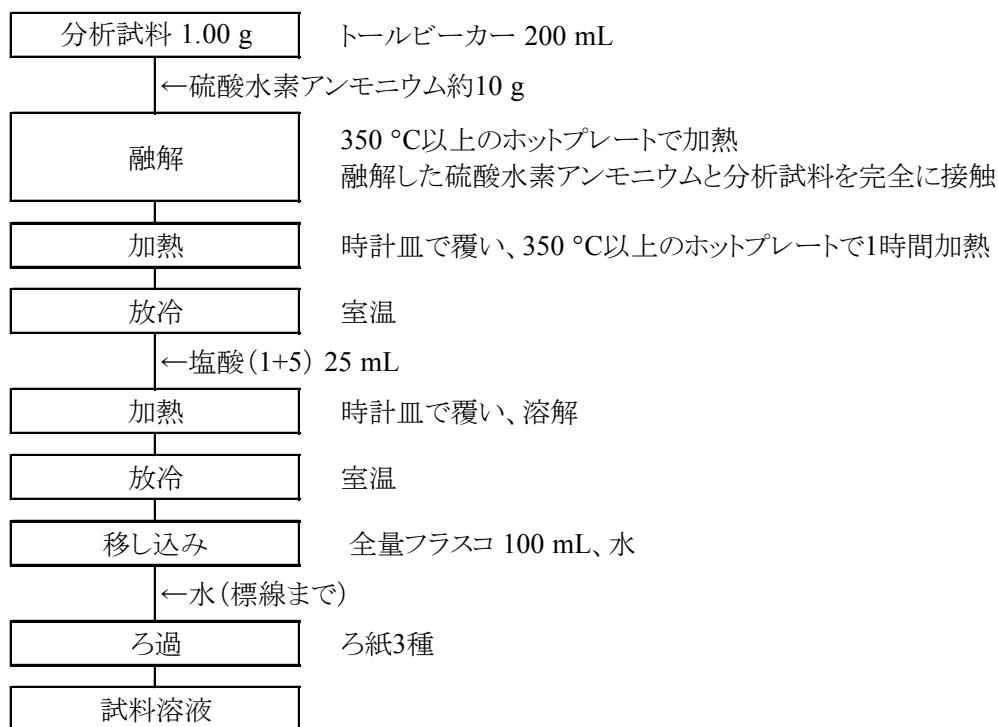 分析試料 1.00 g トールビーカー 200 mL
←硫酸水素アンモニウム約10 g
融解 350 °C以上のホットプレートで加熱
融解した硫酸水素アンモニウムと分析試料を完全に接触
加熱 時計皿で覆い、350 °C以上のホットプレートで1時間加熱
放冷 室温
←塩酸(1+5) 25 mL
加熱 時計皿で覆い、溶解
放冷 室温
移し込み 全量フラスコ 100 mL、水
←水(標線まで)
ろ過 ろ紙3種
試料溶液